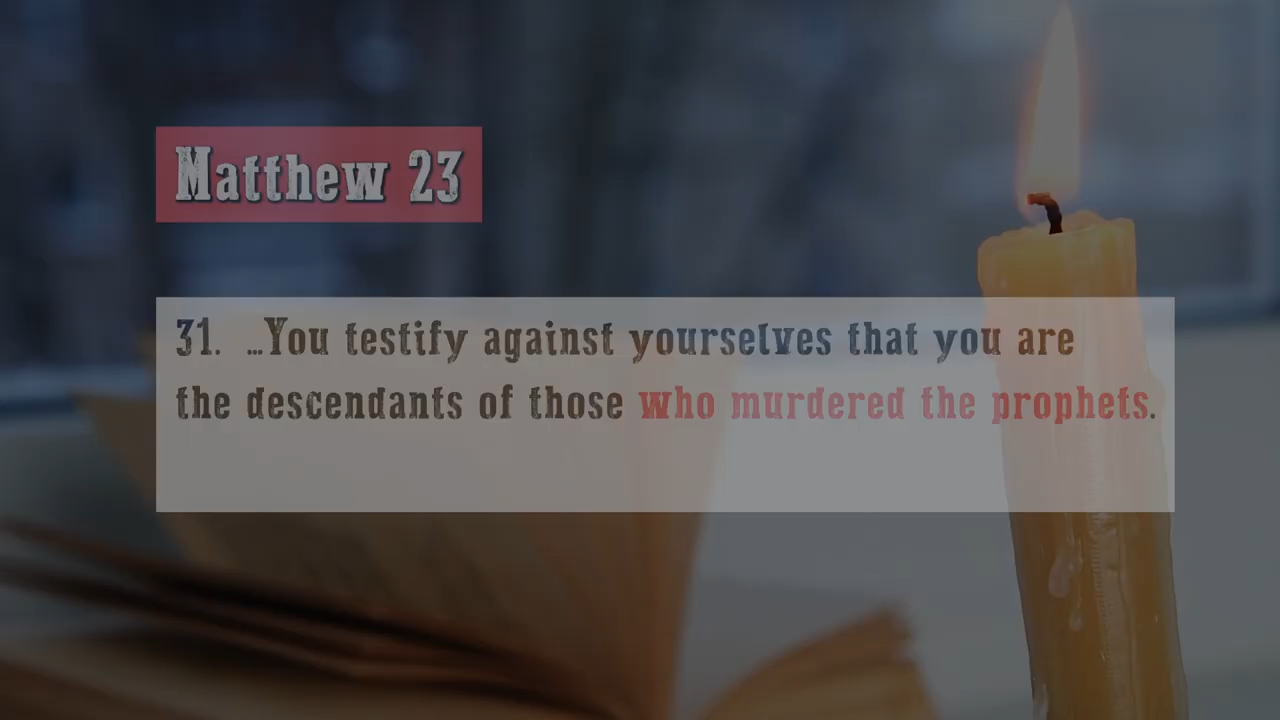 Matthew 23
31. …You testify against yourselves that you are
the descendants of those who murdered the prophets.